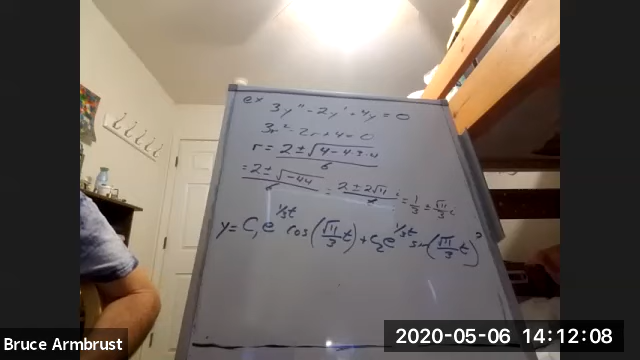 ex 3y'' - 2y' + 4y = 0
3r² - 2r + 4 = 0
r = 2 ± √4 - 4·3·4 / 6
= 2 ± √-44 / 6 = 2 ± 2√11 i / 6 = 1/3 ± √11/3 i
y = C₁e^(1/3t) cos(√11/3 t) + C₂e^(1/3t) sin(√11/3 t)
Bruce Armbrust
2020-05-06 14:12:08